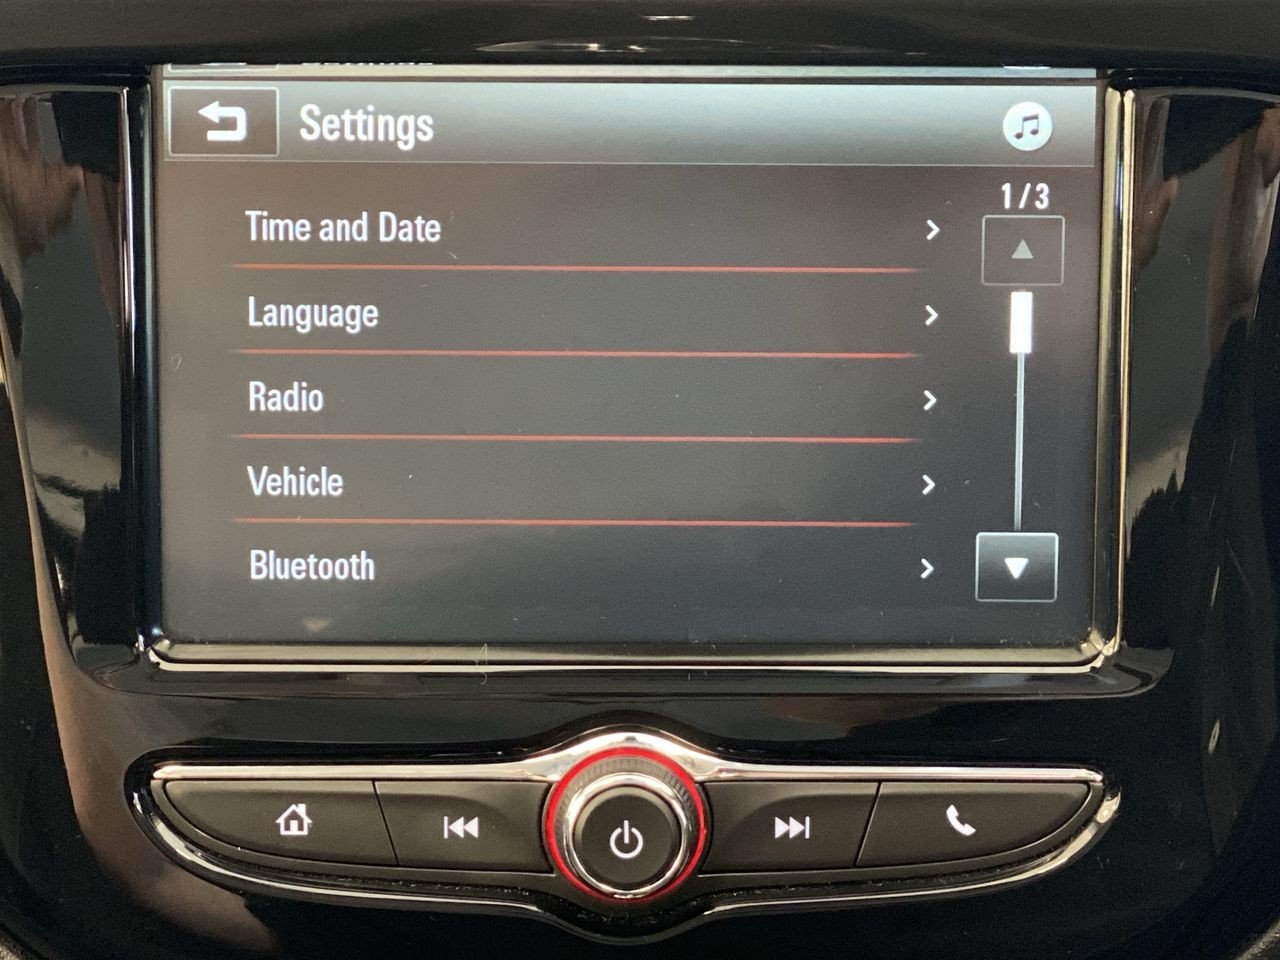 Settings
1/3
Time and Date
Language
Radio
Vehicle
Bluetooth